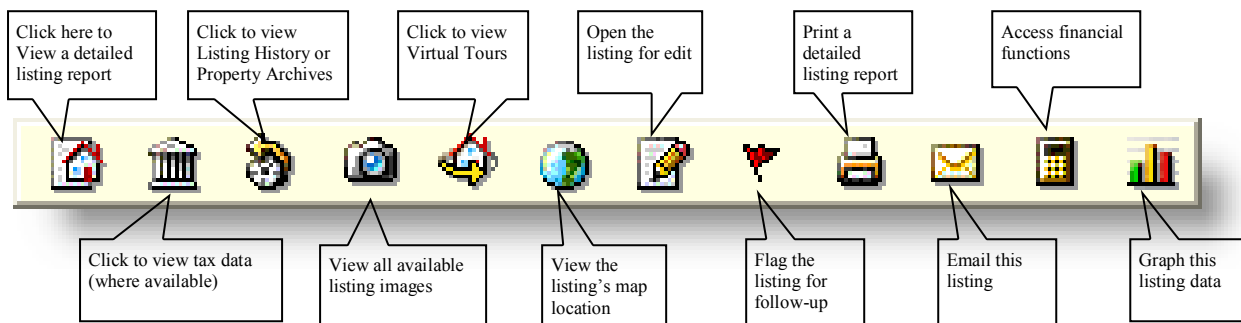 Click here to
View a detailed
listing report
Click to view
Listing History or
Property Archives
Click to view
Virtual Tours
Open the
listing for edit
Print a
detailed
listing report
Access financial
functions
Click to view tax data
(where available)
View all available
listing images
View the
listing’s map
location
Flag the
listing for
follow-up
Email this
listing
Graph this
listing data